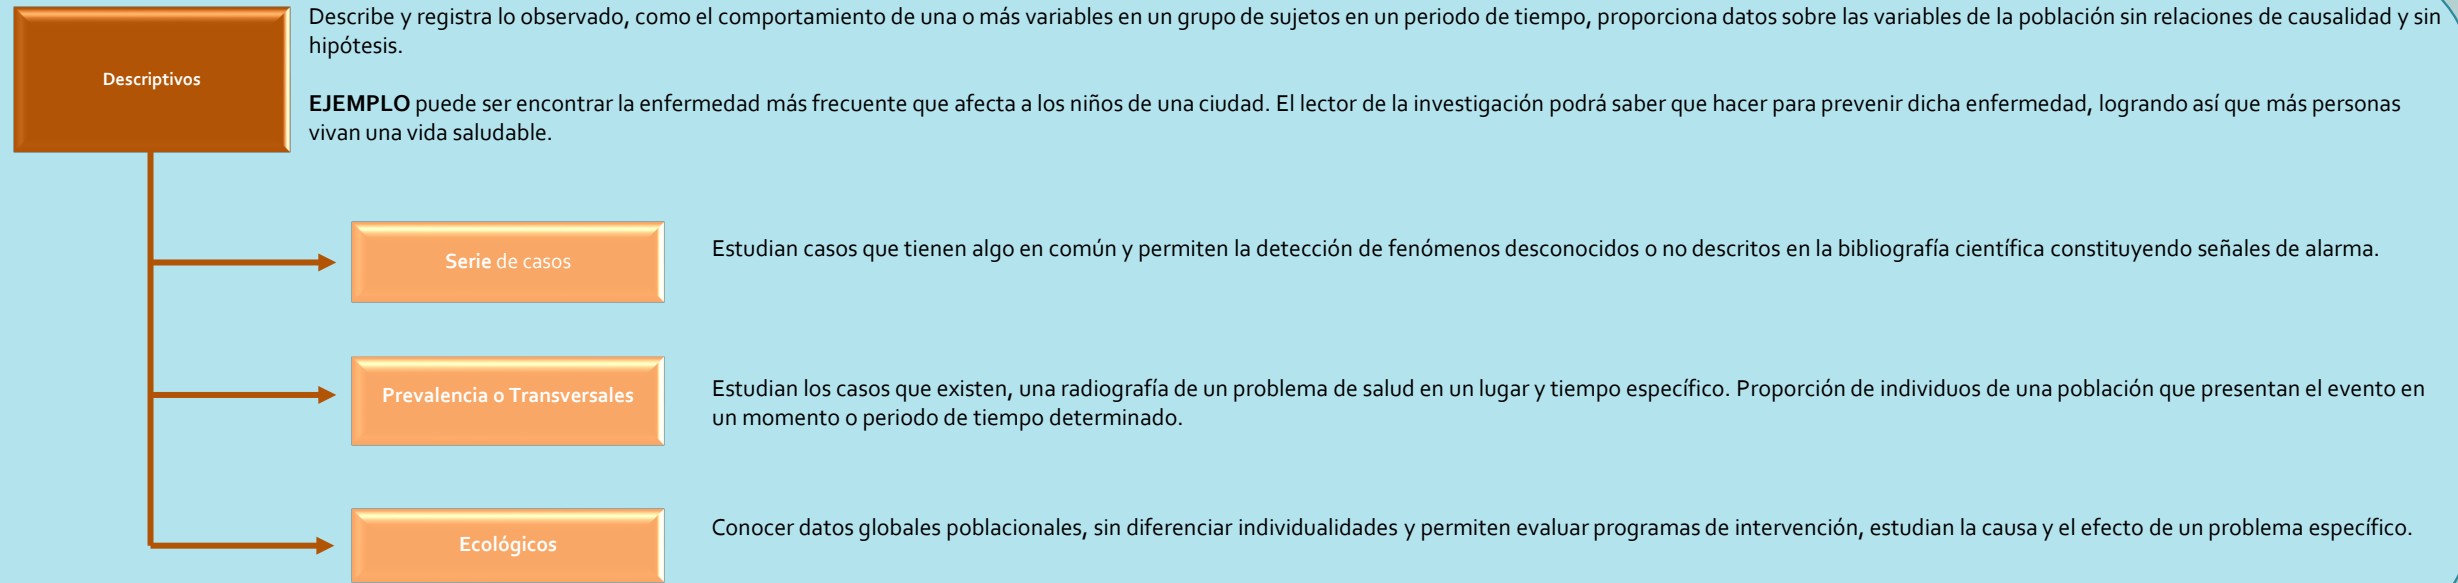 Descriptivos
Describe y registra lo observado, como el comportamiento de una o más variables en un grupo de sujetos en un periodo de tiempo, proporciona datos sobre las variables de la población sin relaciones de causalidad y sin
hipótesis.
EJEMPLO puede ser encontrar la enfermedad más frecuente que afecta a los niños de una ciudad. El lector de la investigación podrá saber que hacer para prevenir dicha enfermedad, logrando así que más personas
vivan una vida saludable.
Serie de casos
Estudian casos que tienen algo en común y permiten la detección de fenómenos desconocidos o no descritos en la bibliografía científica constituyendo señales de alarma.
Prevalencia o Transversales
Estudian los casos que existen, una radiografía de un problema de salud en un lugar y tiempo específico. Proporción de individuos de una población que presentan el evento en
un momento o periodo de tiempo determinado.
Ecológicos
Conocer datos globales poblacionales, sin diferenciar individualidades y permiten evaluar programas de intervención, estudian la causa y el efecto de un problema específico.